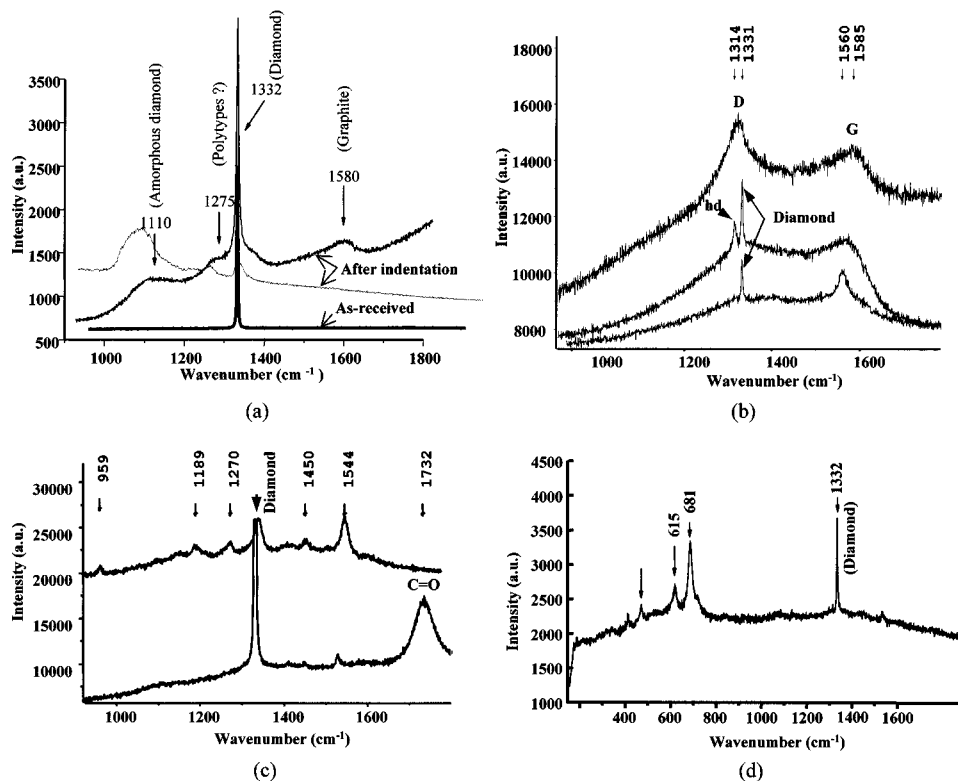 3500
3000
2500
2000
1500
1000
500
Intensity (a.u.)
1110 (Amorphous diamond)
1275 (Polytypes ?)
1332 (Diamond)
1580 (Graphite)
After indentation
As-received
1000 1200 1400 1600 1800
Wavenumber (cm -1 )
(a)
18000
16000
14000
12000
10000
8000
Intensity (a.u.)
1314
1331
1560
1585
D
G
hd
Diamond
1000 1200 1400 1600
Wavenumber (cm-1)
(b)
30000
25000
20000
15000
10000
Intensity (a.u.)
959
1189
1270
Diamond
1450
1544
1732
C=O
1000 1200 1400 1600
Wavenumber (cm-1)
(c)
4500
4000
3500
3000
2500
2000
1500
1000
Intensity (a.u.)
615
681
1332
(Diamond)
400 600 800 1000 1200 1400 1600
Wavenumber (cm-1)
(d)